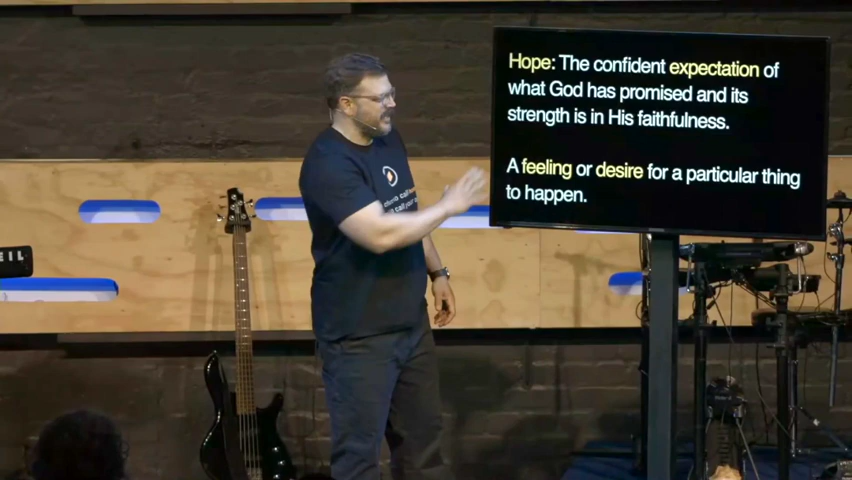 Hope: The confident expectation of
what God has promised and its
strength is in His faithfulness.
A feeling or desire for a particular thing
to happen.